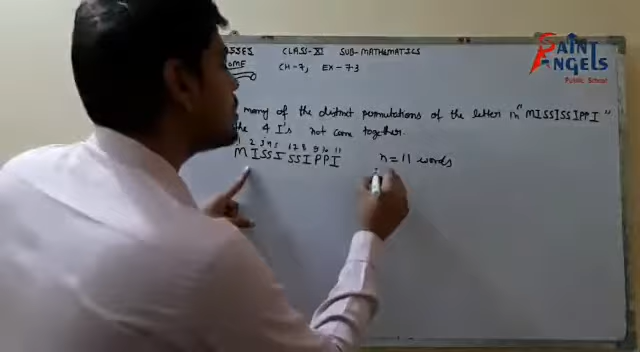 SAINT
ANGELS
Public School
CLASS-XI SUB-MATHEMATICS
CH-7, EX-7.3
many of the distinct permutations of the letter in "MISSISSIPPI"
the 4 I's not come together.
1 2 3 4 5 6 7 8 9 10 11
M I S S I S S I P P I n = 11 words